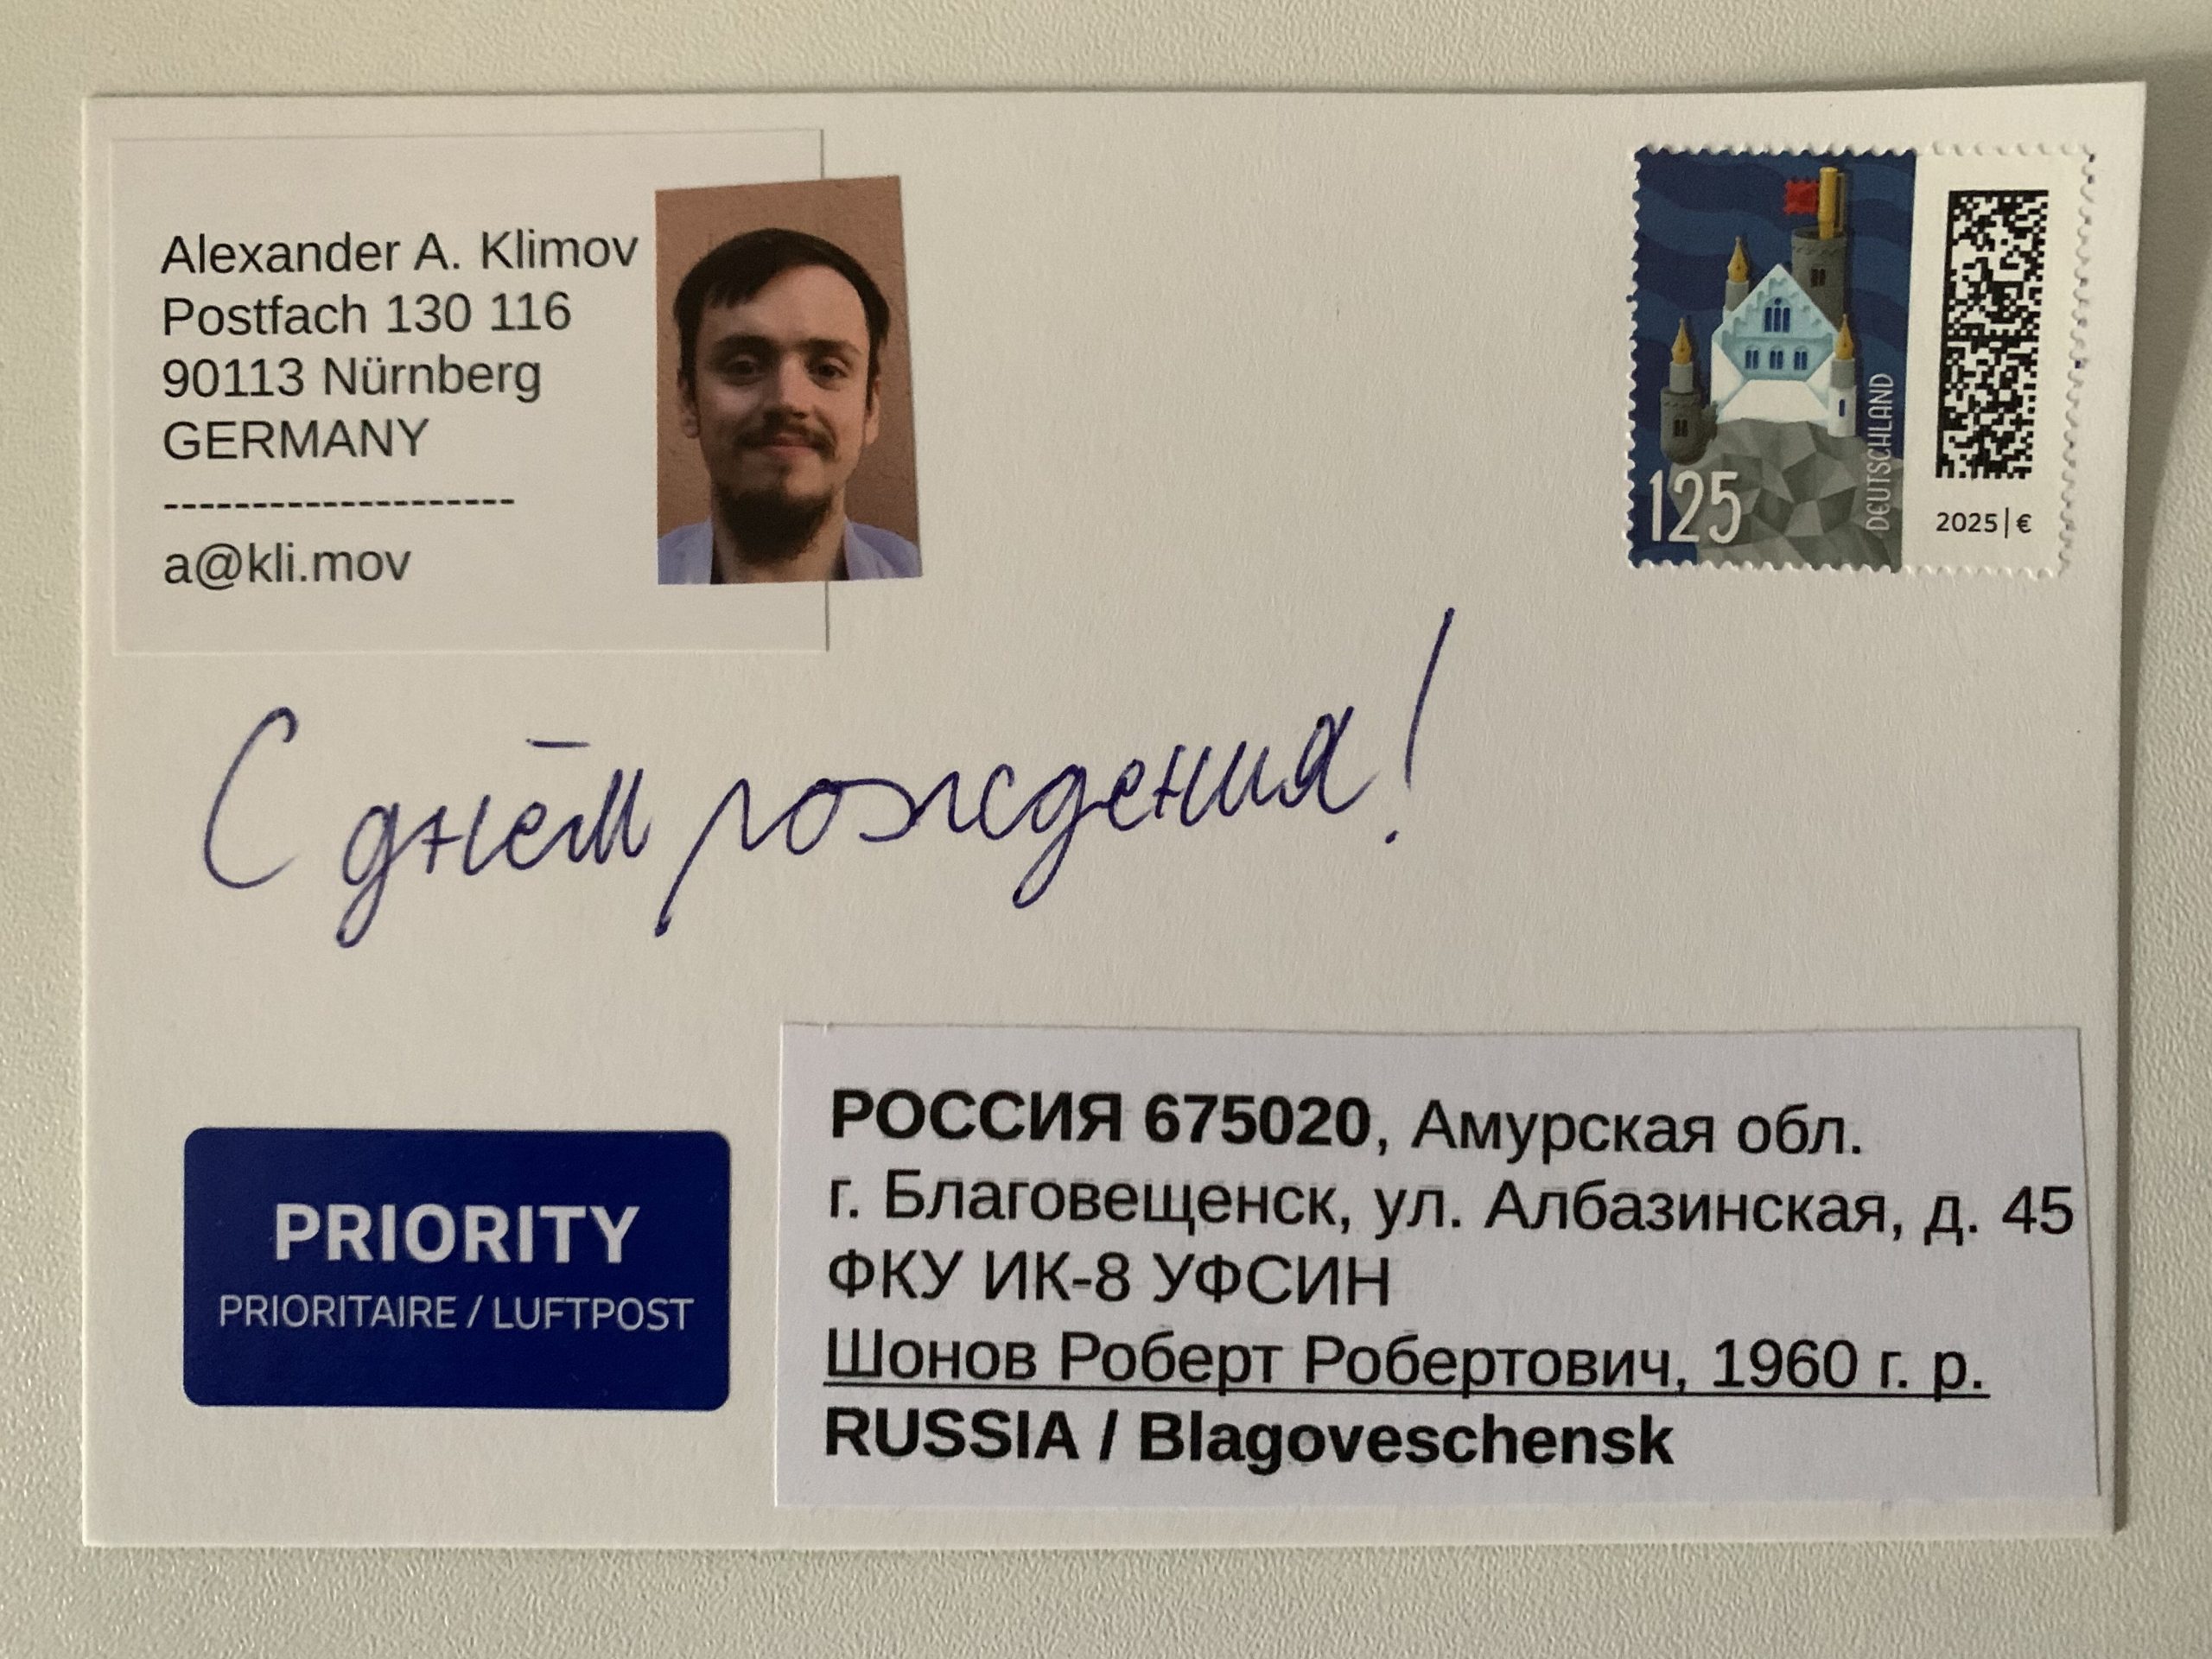 Alexander A. Klimov
Postfach 130 116
90113 Nürnberg
GERMANY
--------------------
a@kli.mov
125
DEUTSCHLAND
2025|€
С днём рождения!
PRIORITY
PRIORITAIRE / LUFTPOST
РОССИЯ 675020, Амурская обл.
г. Благовещенск, ул. Албазинская, д. 45
ФКУ ИК-8 УФСИН
Шонов Роберт Робертович, 1960 г. р.
RUSSIA / Blagoveschensk